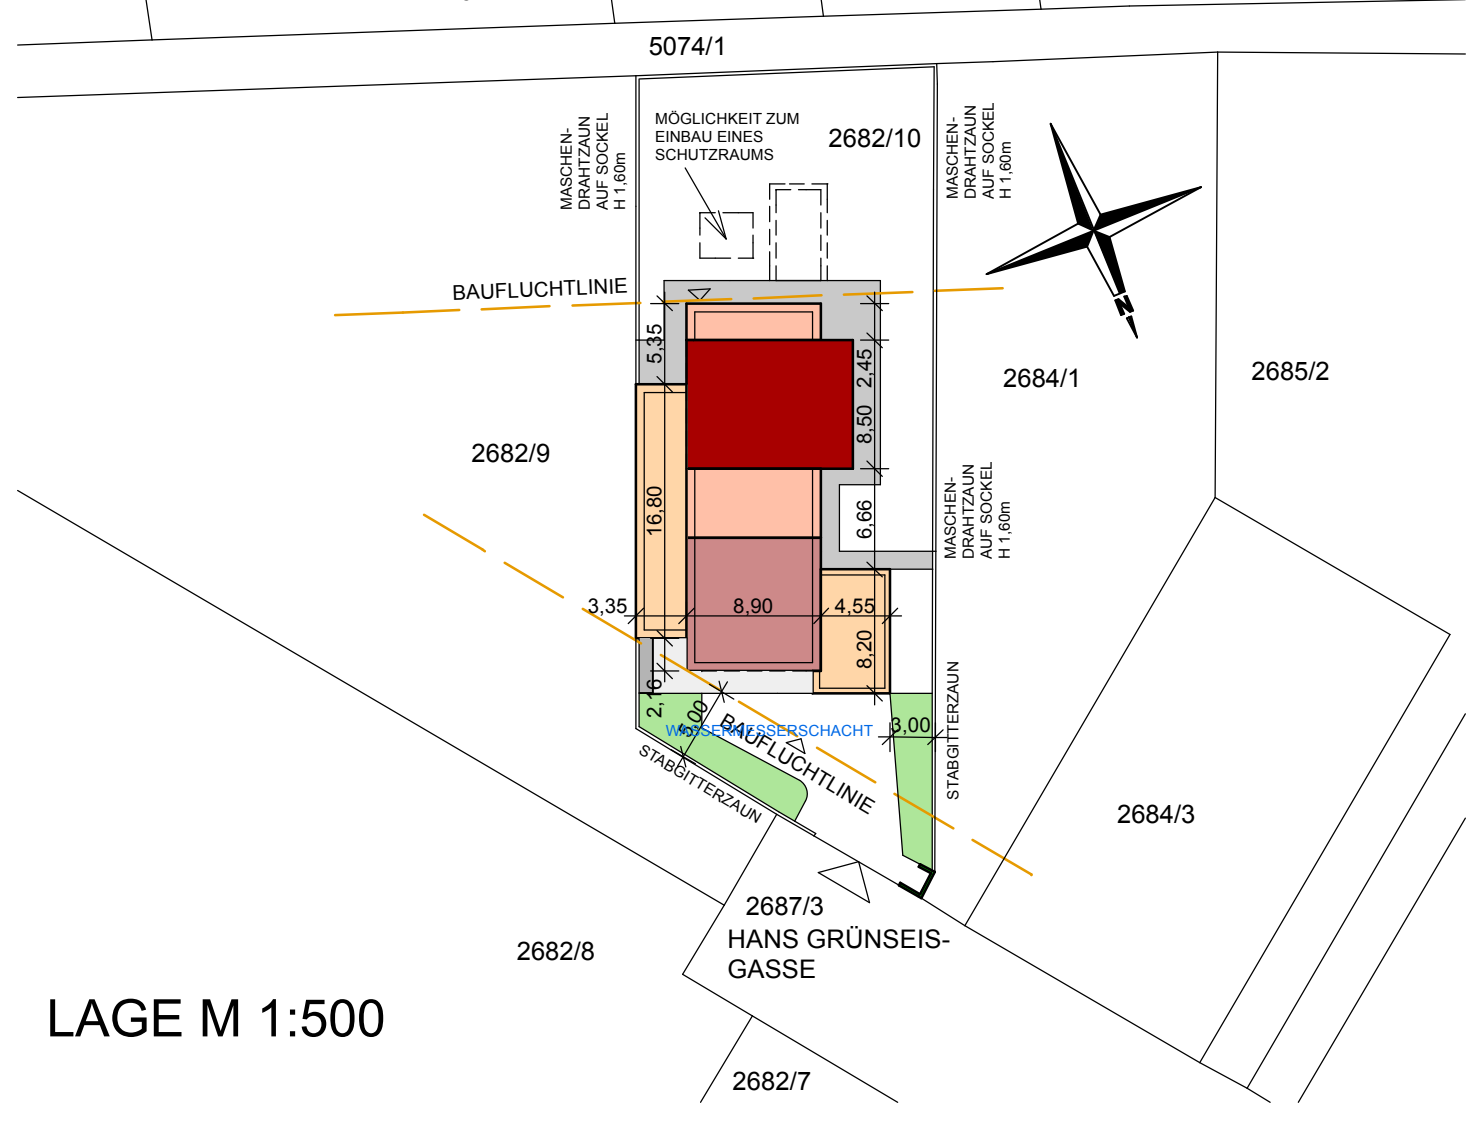 5074/1
MASCHEN-
DRAHTZAUN
AUF SOCKEL
H 1,60m
MÖGLICHKEIT ZUM
EINBAU EINES
SCHUTZRAUMS
2682/10
MASCHEN-
DRAHTZAUN
AUF SOCKEL
H 1,60m
BAUFLUCHTLINIE
N
5,35
2,45
2684/1
2685/2
8,50
2682/9
16,80
6,66
MASCHEN-
DRAHTZAUN
AUF SOCKEL
H 1,60m
3,35
8,90
4,55
8,20
2,16
5,00
WASSERMESSERSCHACHT
BAUFLUCHTLINIE
3,00
STABGITTERZAUN
STABGITTERZAUN
2684/3
2687/3
HANS GRÜNSEIS-
GASSE
2682/8
LAGE M 1:500
2682/7